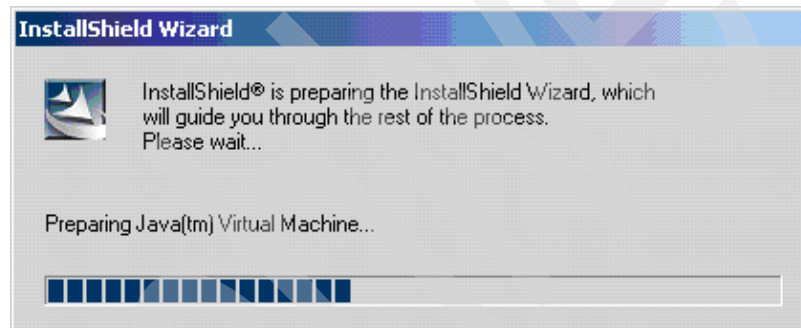 InstallShield Wizard
InstallShield® is preparing the InstallShield Wizard, which
will guide you through the rest of the process.
Please wait...
Preparing Java(tm) Virtual Machine...